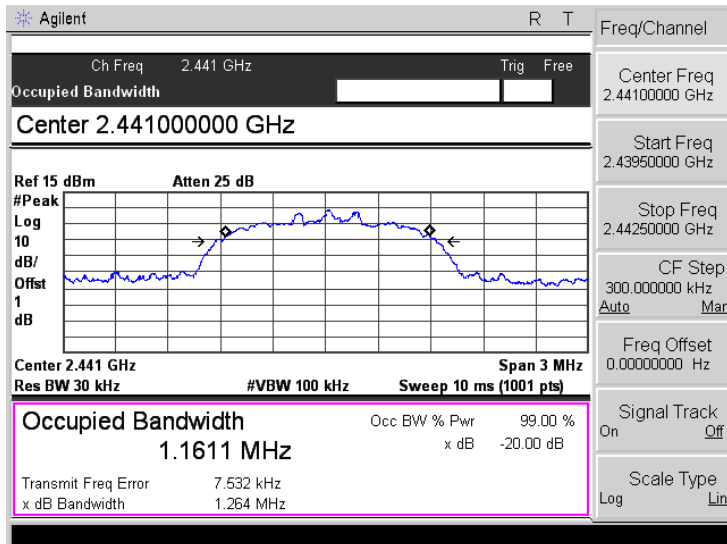 Agilent
R T
Ch Freq 2.441 GHz Trig Free
Occupied Bandwidth
Center 2.441000000 GHz
Ref 15 dBm Atten 25 dB
#Peak
Log
10
dB/
Offst
1
dB
Center 2.441 GHz Span 3 MHz
Res BW 30 kHz #VBW 100 kHz Sweep 10 ms (1001 pts)
Occupied Bandwidth Occ BW % Pwr 99.00 %
1.1611 MHz x dB -20.00 dB
Transmit Freq Error 7.532 kHz
x dB Bandwidth 1.264 MHz
Freq/Channel
Center Freq
2.44100000 GHz
Start Freq
2.43950000 GHz
Stop Freq
2.44250000 GHz
CF Step
300.000000 kHz
Auto Man
Freq Offset
0.00000000 Hz
Signal Track
On Off
Scale Type
Log Lin